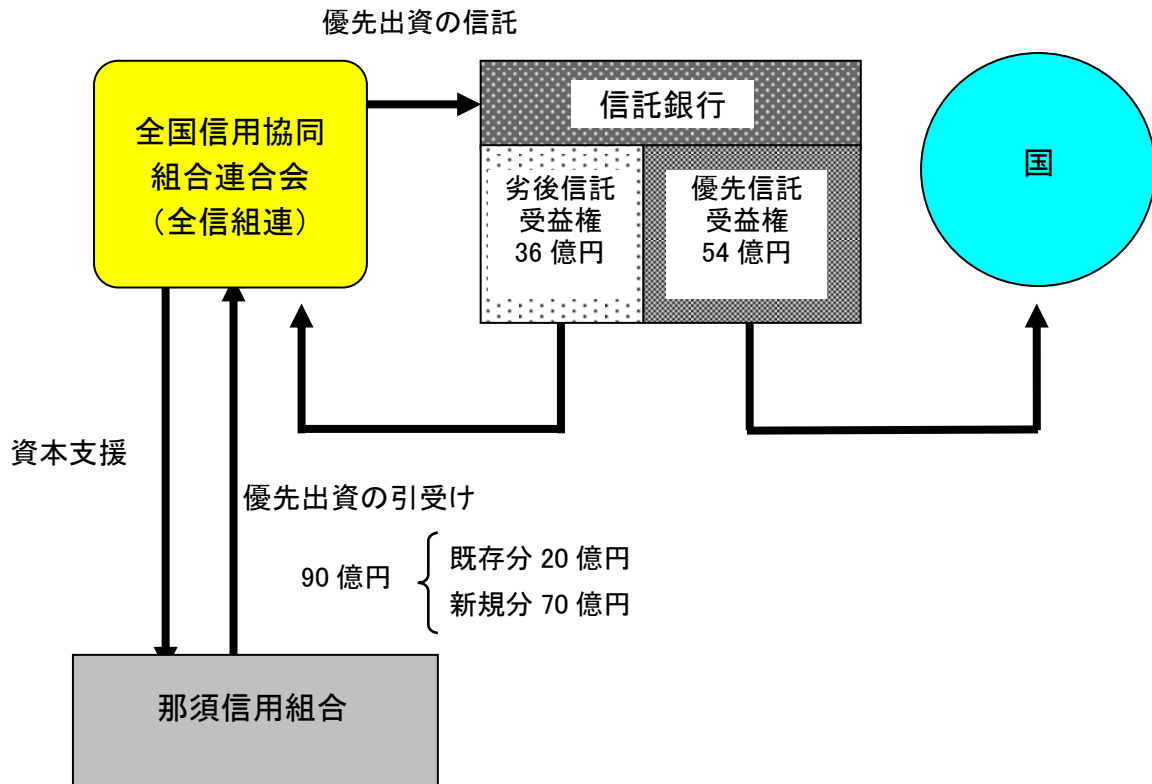 優先出資の信託
全国信用協同
組合連合会
（全信組連）
信託銀行
劣後信託
受益権
36 億円
優先信託
受益権
54 億円
国
資本支援
優先出資の引受け
90 億円
既存分 20 億円
新規分 70 億円
那須信用組合